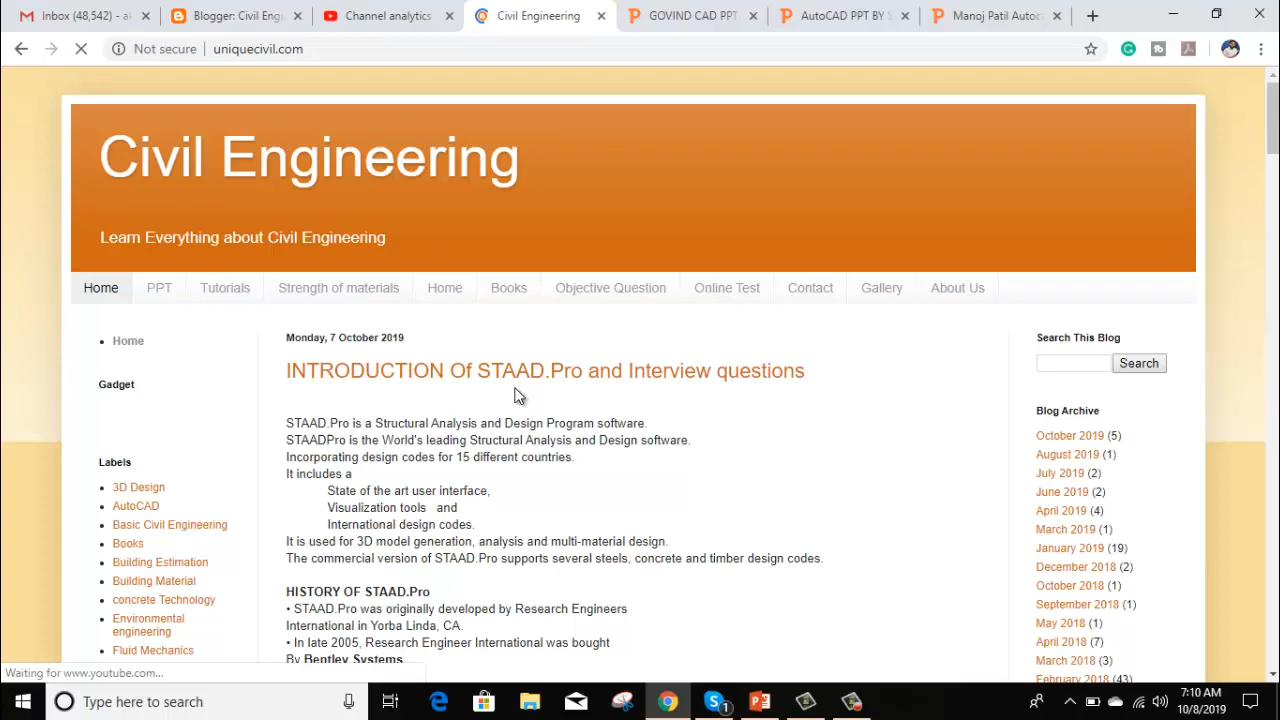 Inbox (48,542) - ak
Blogger: Civil Engi
Channel analytics
Civil Engineering
GOVIND CAD PPT
AutoCAD PPT BY S
Manoj Patil Autoca
Not secure
uniquecivil.com
Civil Engineering
Learn Everything about Civil Engineering
Home
PPT
Tutorials
Strength of materials
Home
Books
Objective Question
Online Test
Contact
Gallery
About Us
Home
Gadget
Labels
3D Design
AutoCAD
Basic Civil Engineering
Books
Building Estimation
Building Material
concrete Technology
Environmental
engineering
Fluid Mechanics
Monday, 7 October 2019
INTRODUCTION Of STAAD.Pro and Interview questions
STAAD.Pro is a Structural Analysis and Design Program software.
STAADPro is the World's leading Structural Analysis and Design software.
Incorporating design codes for 15 different countries.
It includes a
State of the art user interface,
Visualization tools and
International design codes.
It is used for 3D model generation, analysis and multi-material design.
The commercial version of STAAD.Pro supports several steels, concrete and timber design codes.
HISTORY OF STAAD.Pro
• STAAD.Pro was originally developed by Research Engineers
International in Yorba Linda, CA.
• In late 2005, Research Engineer International was bought
By Bentley Systems
Search This Blog
Search
Blog Archive
October 2019 (5)
August 2019 (1)
July 2019 (2)
June 2019 (2)
April 2019 (4)
March 2019 (1)
January 2019 (19)
December 2018 (2)
October 2018 (1)
September 2018 (1)
May 2018 (1)
April 2018 (7)
March 2018 (3)
February 2018 (43)
Waiting for www.youtube.com...
Type here to search
1
7:10 AM
10/8/2019